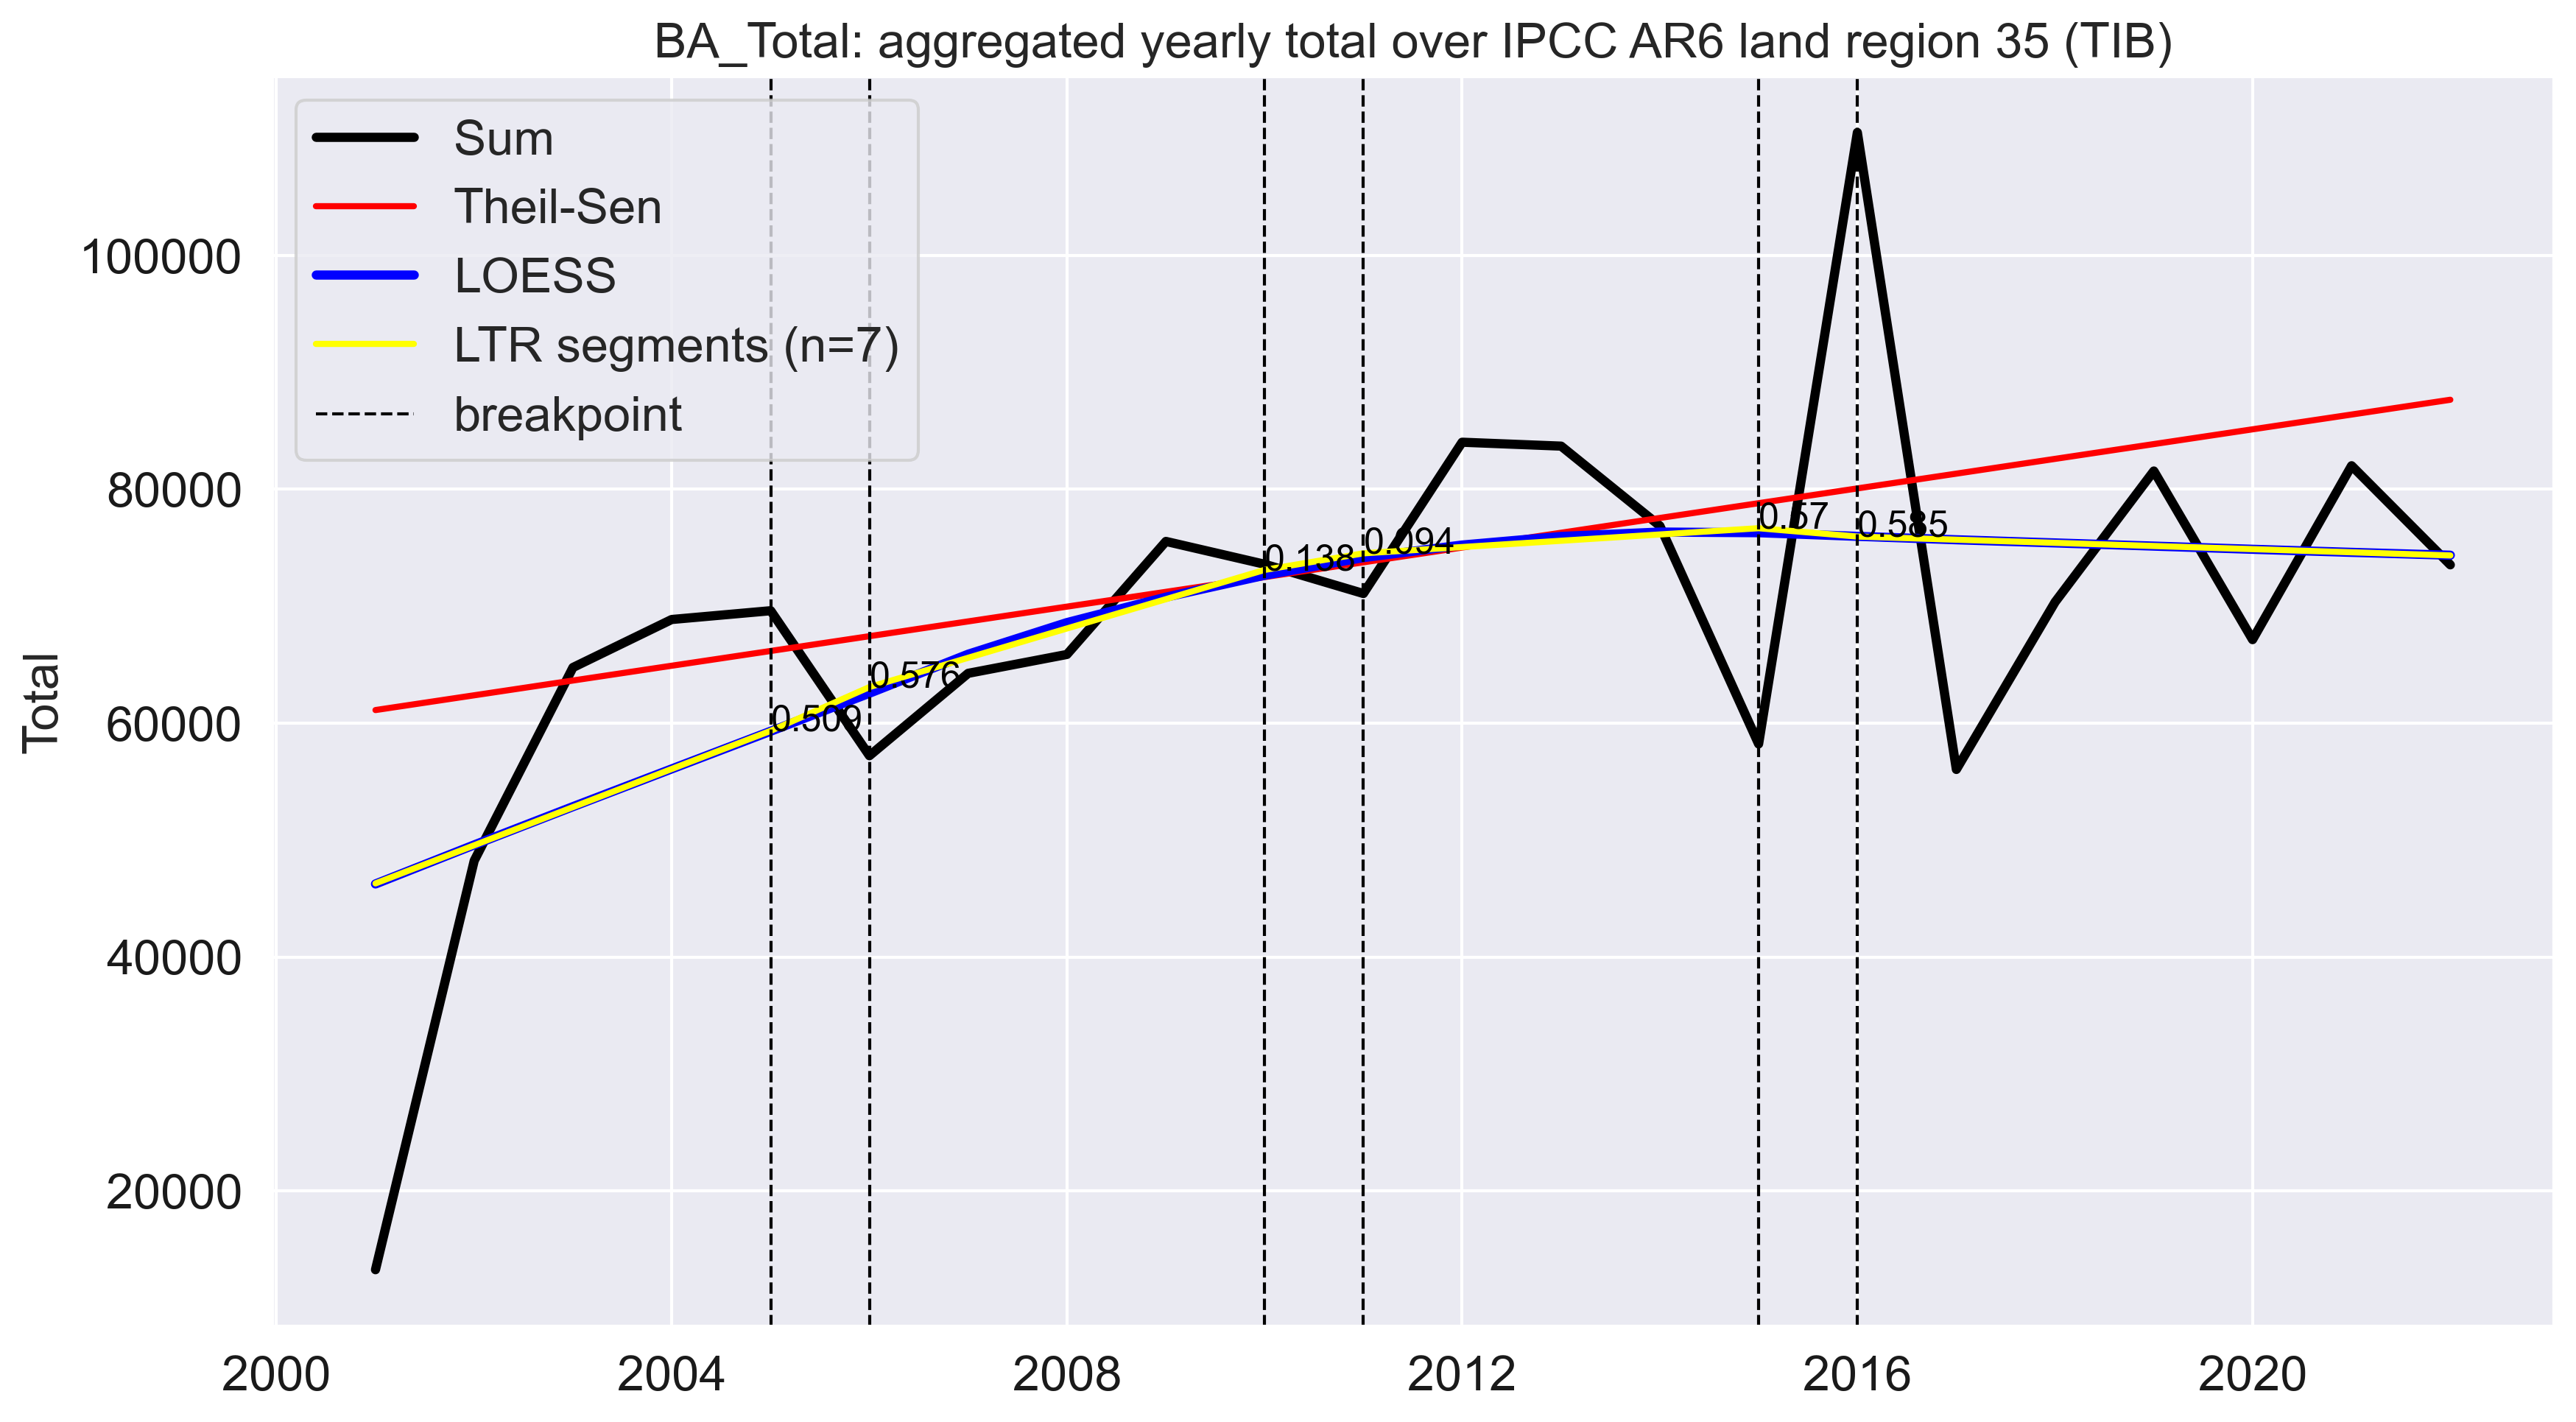 BA_Total: aggregated yearly total over IPCC AR6 land region 35 (TIB)
Sum
Theil-Sen
LOESS
LTR segments (n=7)
breakpoint
100000
80000
60000
40000
20000
Total
0.509
0.576
0.138
0.094
0.57
0.585
2000
2004
2008
2012
2016
2020